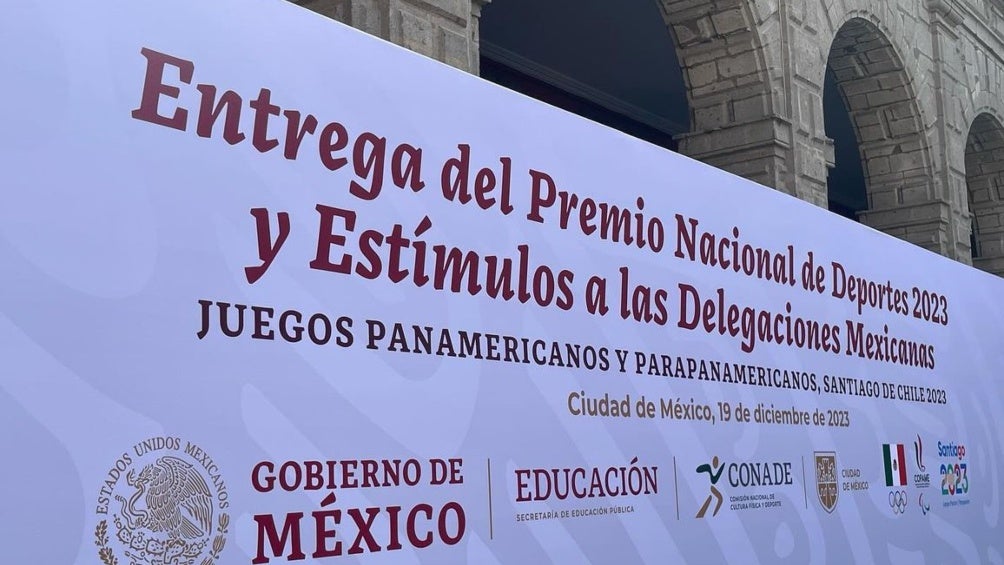 Entrega del Premio Nacional de Deportes 2023
y Estímulos a las Delegaciones Mexicanas
JUEGOS PANAMERICANOS Y PARAPANAMERICANOS, SANTIAGO DE CHILE 2023
Ciudad de México, 19 de diciembre de 2023
ESTADOS UNIDOS MEXICANOS
GOBIERNO DE
MÉXICO
EDUCACIÓN
SECRETARÍA DE EDUCACIÓN PÚBLICA
CONADE
COMISIÓN NACIONAL DE
CULTURA FÍSICA Y DEPORTE
CIUDAD
DE MÉXICO
COPAME
Santiago
2023